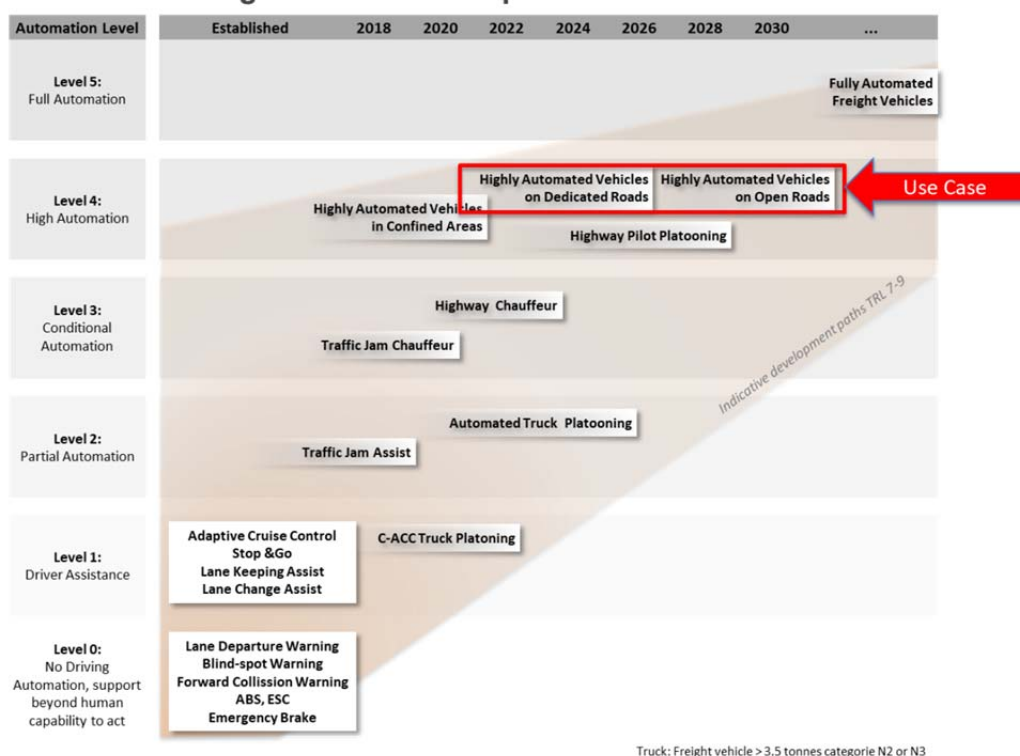 Automation Level Established 2018 2020 2022 2024 2026 2028 2030 ...
Level 5:
Full Automation
Fully Automated
Freight Vehicles
Level 4:
High Automation
Highly Automated Vehicles
on Dedicated Roads
Highly Automated Vehicles
on Open Roads
Use Case
Highly Automated Vehicles
in Confined Areas
Highway Pilot Platooning
Level 3:
Conditional
Automation
Highway Chauffeur
Traffic Jam Chauffeur
Indicative development paths TRL 7-9
Level 2:
Partial Automation
Automated Truck Platooning
Traffic Jam Assist
Level 1:
Driver Assistance
Adaptive Cruise Control
Stop &Go
Lane Keeping Assist
Lane Change Assist
C-ACC Truck Platoning
Level 0:
No Driving
Automation, support
beyond human
capability to act
Lane Departure Warning
Blind-spot Warning
Forward Collission Warning
ABS, ESC
Emergency Brake
Truck: Freight vehicle > 3.5 tonnes categorie N2 or N3